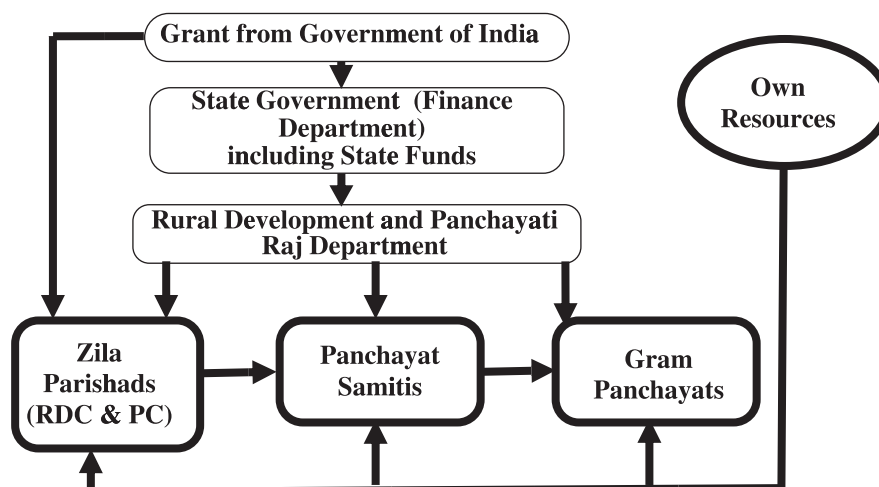 Grant from Government of India
State Government (Finance
Department)
including State Funds
Own
Resources
Rural Development and Panchayati
Raj Department
Zila
Parishads
(RDC & PC)
Panchayat
Samitis
Gram
Panchayats